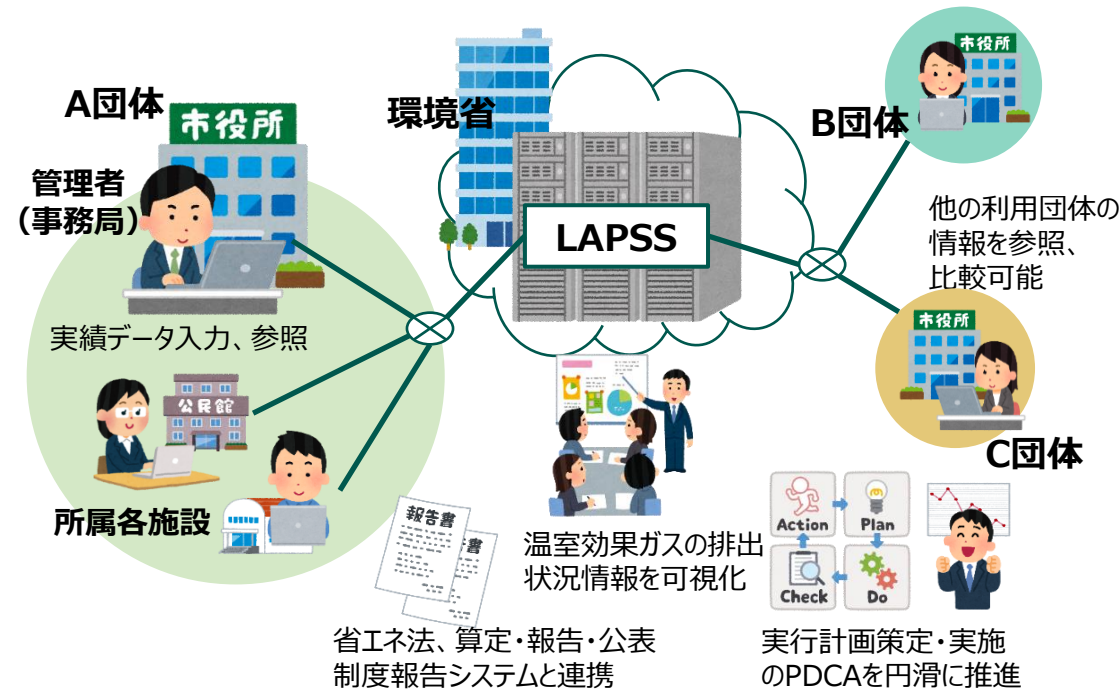 A団体
市役所
管理者
（事務局）
実績データ入力、参照
公民館
所属各施設
環境省
LAPSS
B団体
市役所
他の利用団体の
情報を参照、
比較可能
市役所
C団体
報告書
書
省エネ法、算定・報告・公表
制度報告システムと連携
温室効果ガスの排出
状況情報を可視化
Action
Plan
Check
Do
実行計画策定・実施
のPDCAを円滑に推進